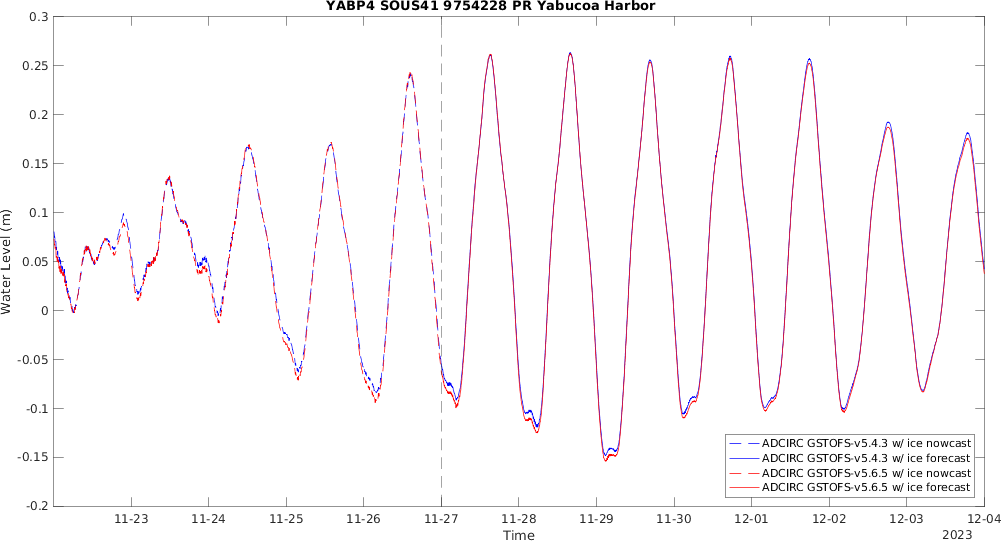 YABP4 SOUS41 9754228 PR Yabucoa Harbor
0.3
0.25
0.2
0.15
0.1
0.05
0
-0.05
-0.1
-0.15
-0.2
Water Level (m)
ADCIRC GSTOFS-v5.4.3 w/ ice nowcast
ADCIRC GSTOFS-v5.4.3 w/ ice forecast
ADCIRC GSTOFS-v5.6.5 w/ ice nowcast
ADCIRC GSTOFS-v5.6.5 w/ ice forecast
11-23 11-24 11-25 11-26 11-27 11-28 11-29 11-30 12-01 12-02 12-03 12-04
Time
2023